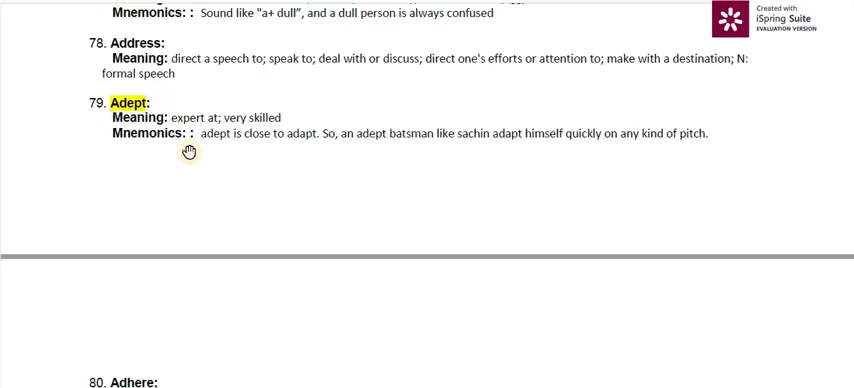 Mnemonics: : Sound like "a+ dull”, and a dull person is always confused
Created with
iSpring Suite
EVALUATION VERSION
78. Address:
Meaning: direct a speech to; speak to; deal with or discuss; direct one's efforts or attention to; make with a destination; N:
formal speech
79. Adept:
Meaning: expert at; very skilled
Mnemonics: : adept is close to adapt. So, an adept batsman like sachin adapt himself quickly on any kind of pitch.
80. Adhere: